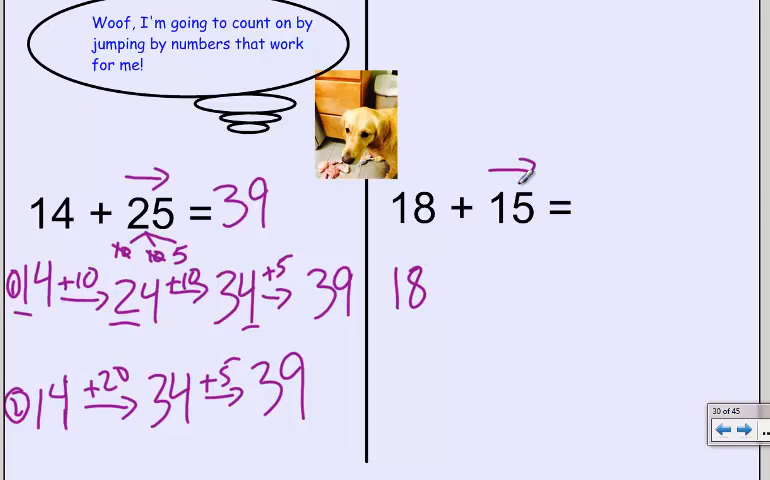 Woof, I'm going to count on by
jumping by numbers that work
for me!
14 + 25 = 39
10 10 5
① 14 +10 → 24 +10 → 34 +5 → 39
② 14 +20 → 34 +5 → 39
18 + 15 =
18
30 of 45